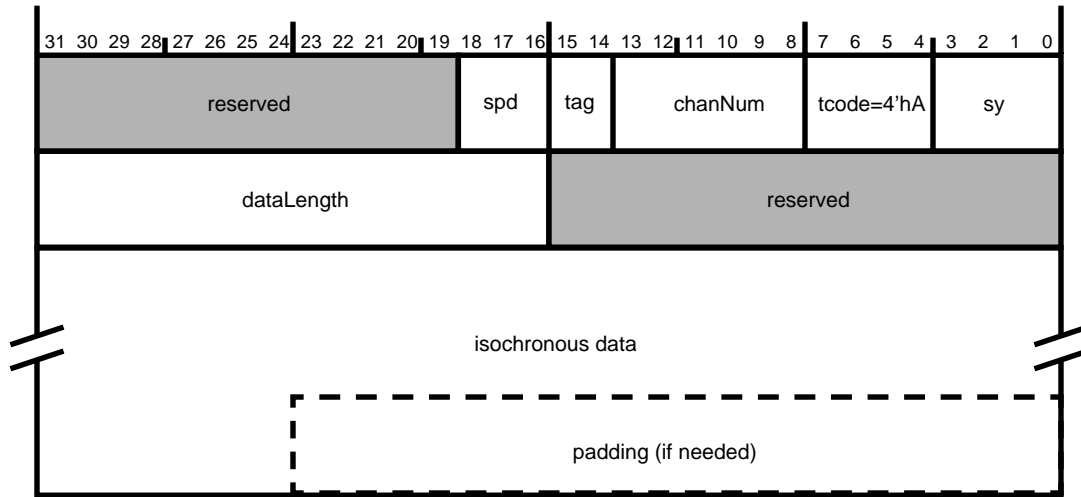 31 30 29 28 27 26 25 24 23 22 21 20 19 18 17 16 15 14 13 12 11 10 9 8 7 6 5 4 3 2 1 0
reserved spd tag chanNum tcode=4’hA sy
dataLength reserved
isochronous data
padding (if needed)